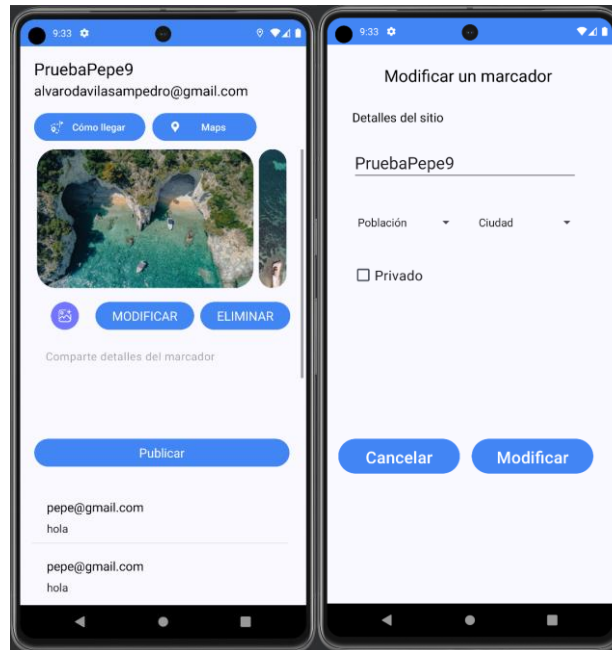 9:33
PruebaPepe9
alvarodavilasampedro@gmail.com
Cómo llegar
Maps
MODIFICAR
ELIMINAR
Comparte detalles del marcador
Publicar
pepe@gmail.com
hola
pepe@gmail.com
hola
9:33
Modificar un marcador
Detalles del sitio
PruebaPepe9
Población
Ciudad
Privado
Cancelar
Modificar